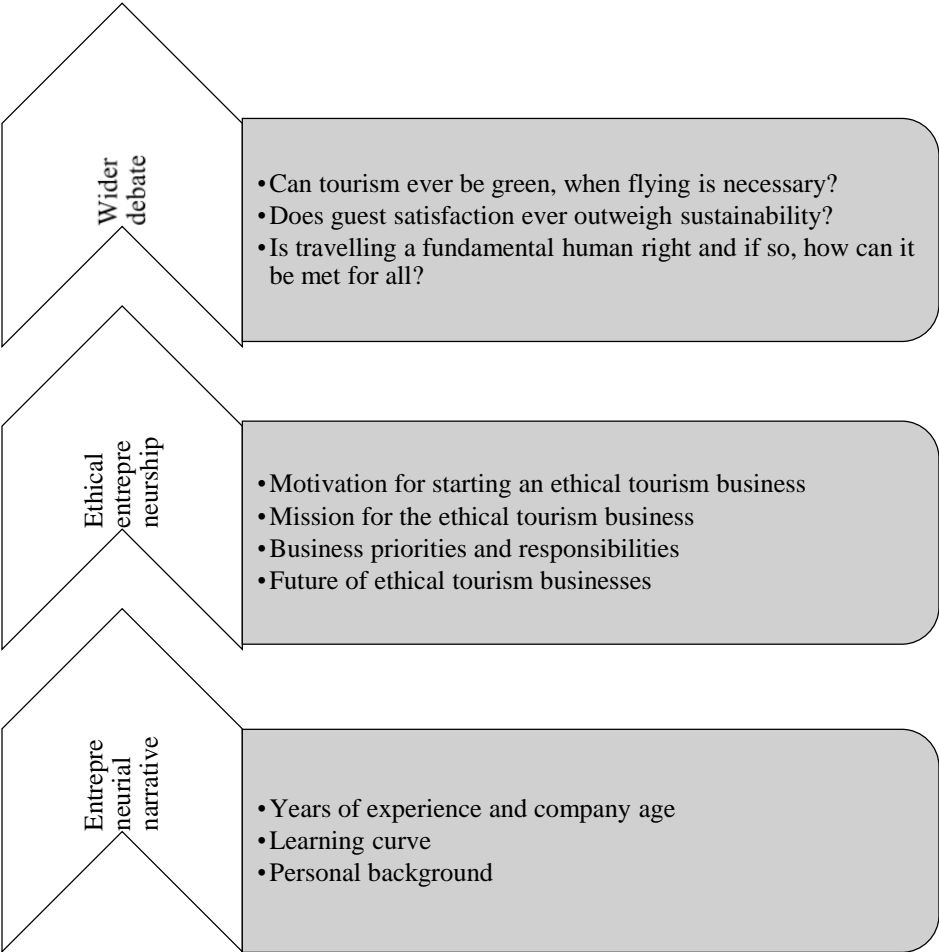 Wider
debate
•Can tourism ever be green, when flying is necessary?
•Does guest satisfaction ever outweigh sustainability?
•Is travelling a fundamental human right and if so, how can it
be met for all?
Ethical
entrepre
neurship
•Motivation for starting an ethical tourism business
•Mission for the ethical tourism business
•Business priorities and responsibilities
•Future of ethical tourism businesses
Entrepre
neurial
narrative
•Years of experience and company age
•Learning curve
•Personal background